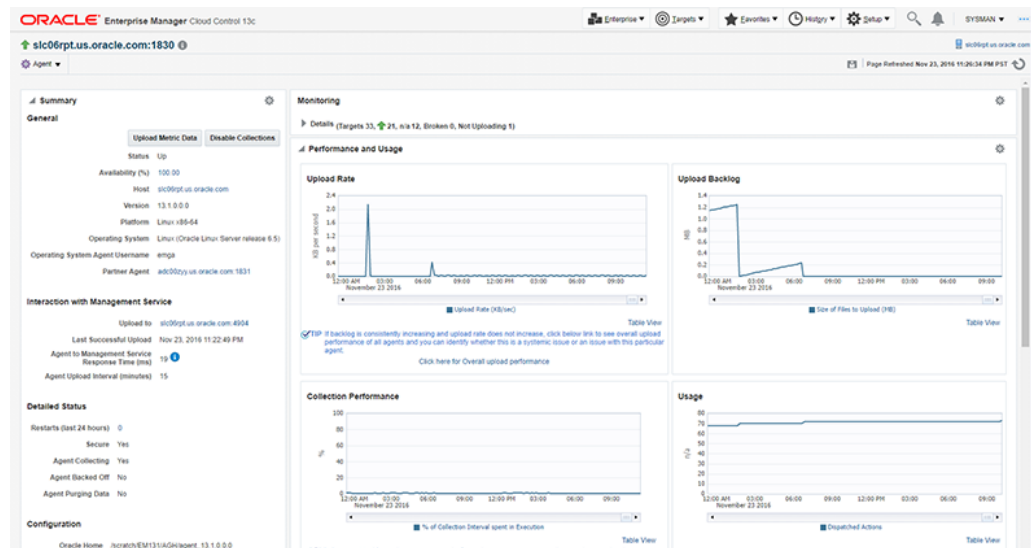 ORACLE® Enterprise Manager Cloud Control 13c
Enterprise Targets Favorites History Setup SYSMAN
slc06rpt.us.oracle.com:1830
slc06rpt.us.oracle.com
Agent
Page Refreshed Nov 23, 2016 11:26:34 PM PST
Summary
General
Upload Metric Data Disable Collections
Status Up
Availability (%) 100.00
Host slc06rpt.us.oracle.com
Version 13.1.0.0.0
Platform Linux x86-64
Operating System Linux (Oracle Linux Server release 6.5)
Operating System Agent Username emga
Partner Agent adc00zyy.us.oracle.com:1831
Interaction with Management Service
Upload to slc06rpt.us.oracle.com:4904
Last Successful Upload Nov 23, 2016 11:22:49 PM
Agent to Management Service
Response Time (ms) 19
Agent Upload Interval (minutes) 15
Detailed Status
Restarts (last 24 hours) 0
Secure Yes
Agent Collecting Yes
Agent Backed Off No
Agent Purging Data No
Configuration
Oracle Home /scratch/EM131/AGH/agent_13.1.0.0.0
Monitoring
Details (Targets 33, 21, n/a 12, Broken 0, Not Uploading 1)
Performance and Usage
Upload Rate
2.4
2.0
1.6
1.2
0.8
0.4
0.0
KB per second
12:00 AM 03:00 06:00 09:00 12:00 PM 03:00 06:00 09:00
November 23 2016
Upload Rate (KB/sec)
Table View
TIP If backlog is consistently increasing and upload rate does not increase, click below link to see overall upload
performance of all agents and you can identify whether this is a systemic issue or an issue with this particular
agent.
Click here for Overall upload performance
Upload Backlog
1.4
1.2
1.0
0.8
0.6
0.4
0.2
0.0
MB
12:00 AM 03:00 06:00 09:00 12:00 PM 03:00 06:00 09:00
November 23 2016
Size of Files to Upload (MB)
Table View
Collection Performance
100
80
60
40
20
0
%
12:00 AM 03:00 06:00 09:00 12:00 PM 03:00 06:00 09:00
November 23 2016
% of Collection Interval spent in Execution
Table View
Usage
80
70
60
50
40
30
20
10
0
n/a
12:00 AM 03:00 06:00 09:00 12:00 PM 03:00 06:00 09:00
November 23 2016
Dispatched Actions
Table View